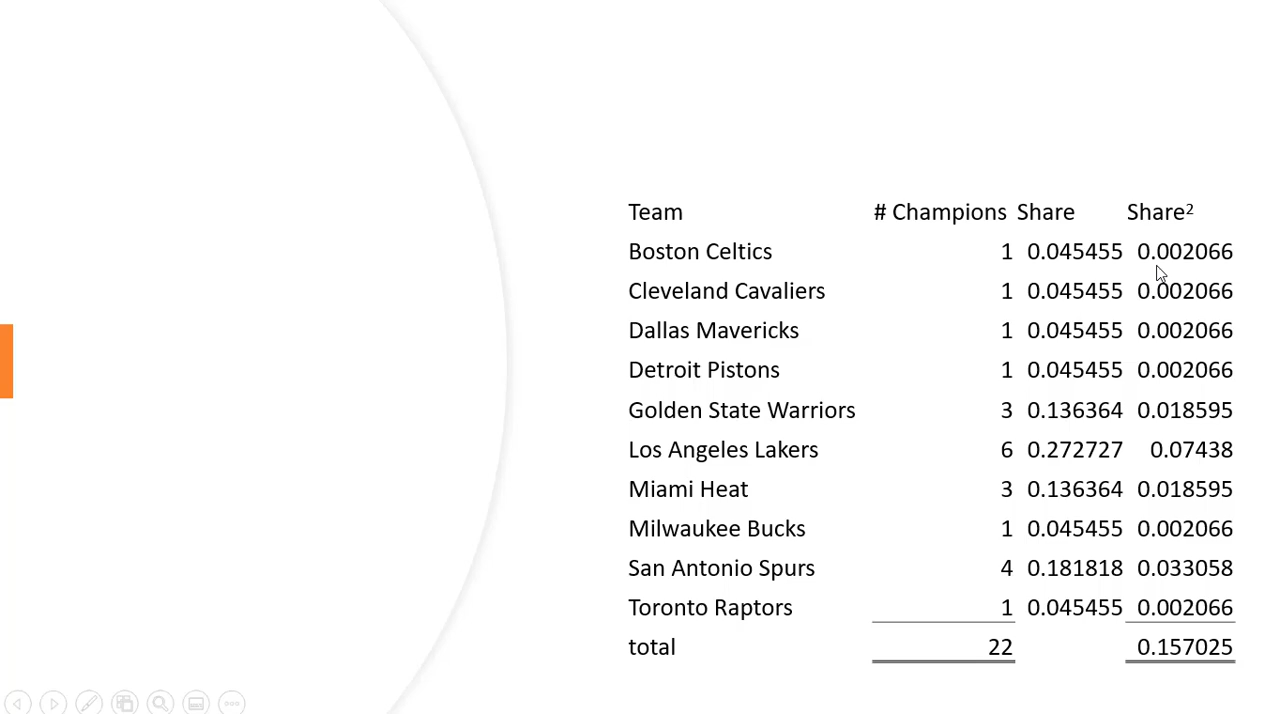 Team # Champions Share Share²
Boston Celtics 1 0.045455 0.002066
Cleveland Cavaliers 1 0.045455 0.002066
Dallas Mavericks 1 0.045455 0.002066
Detroit Pistons 1 0.045455 0.002066
Golden State Warriors 3 0.136364 0.018595
Los Angeles Lakers 6 0.272727 0.07438
Miami Heat 3 0.136364 0.018595
Milwaukee Bucks 1 0.045455 0.002066
San Antonio Spurs 4 0.181818 0.033058
Toronto Raptors 1 0.045455 0.002066
total 22 0.157025